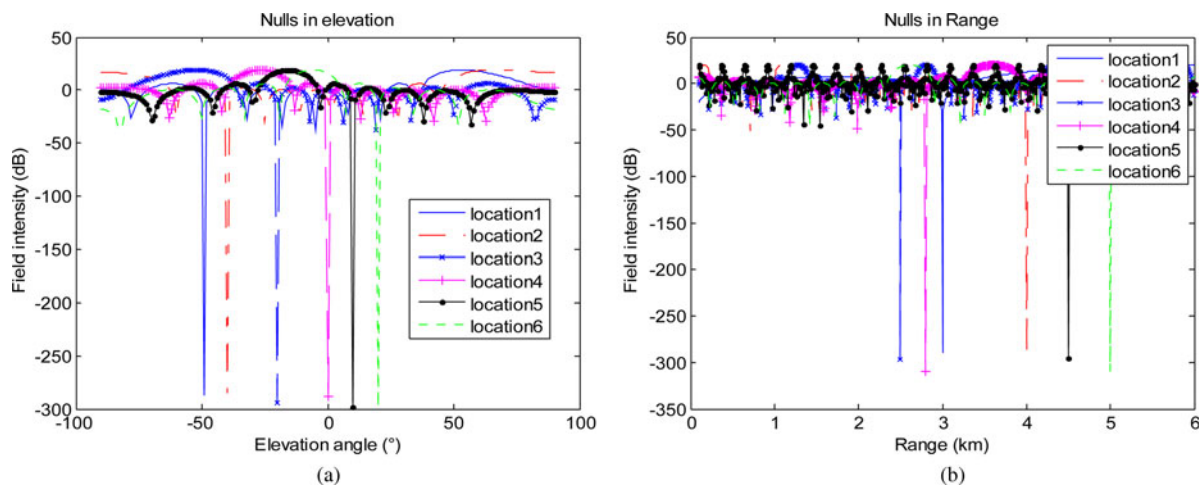 Nulls in elevation
50
0
-50
-100
-150
-200
-250
-300
Field intensity (dB)
location1
location2
location3
location4
location5
location6
-100
-50
0
50
100
Elevation angle (°)
(a)
Nulls in Range
50
0
-50
-100
-150
-200
-250
-300
-350
Field intensity (dB)
location1
location2
location3
location4
location5
location6
0
1
2
3
4
5
6
Range (km)
(b)